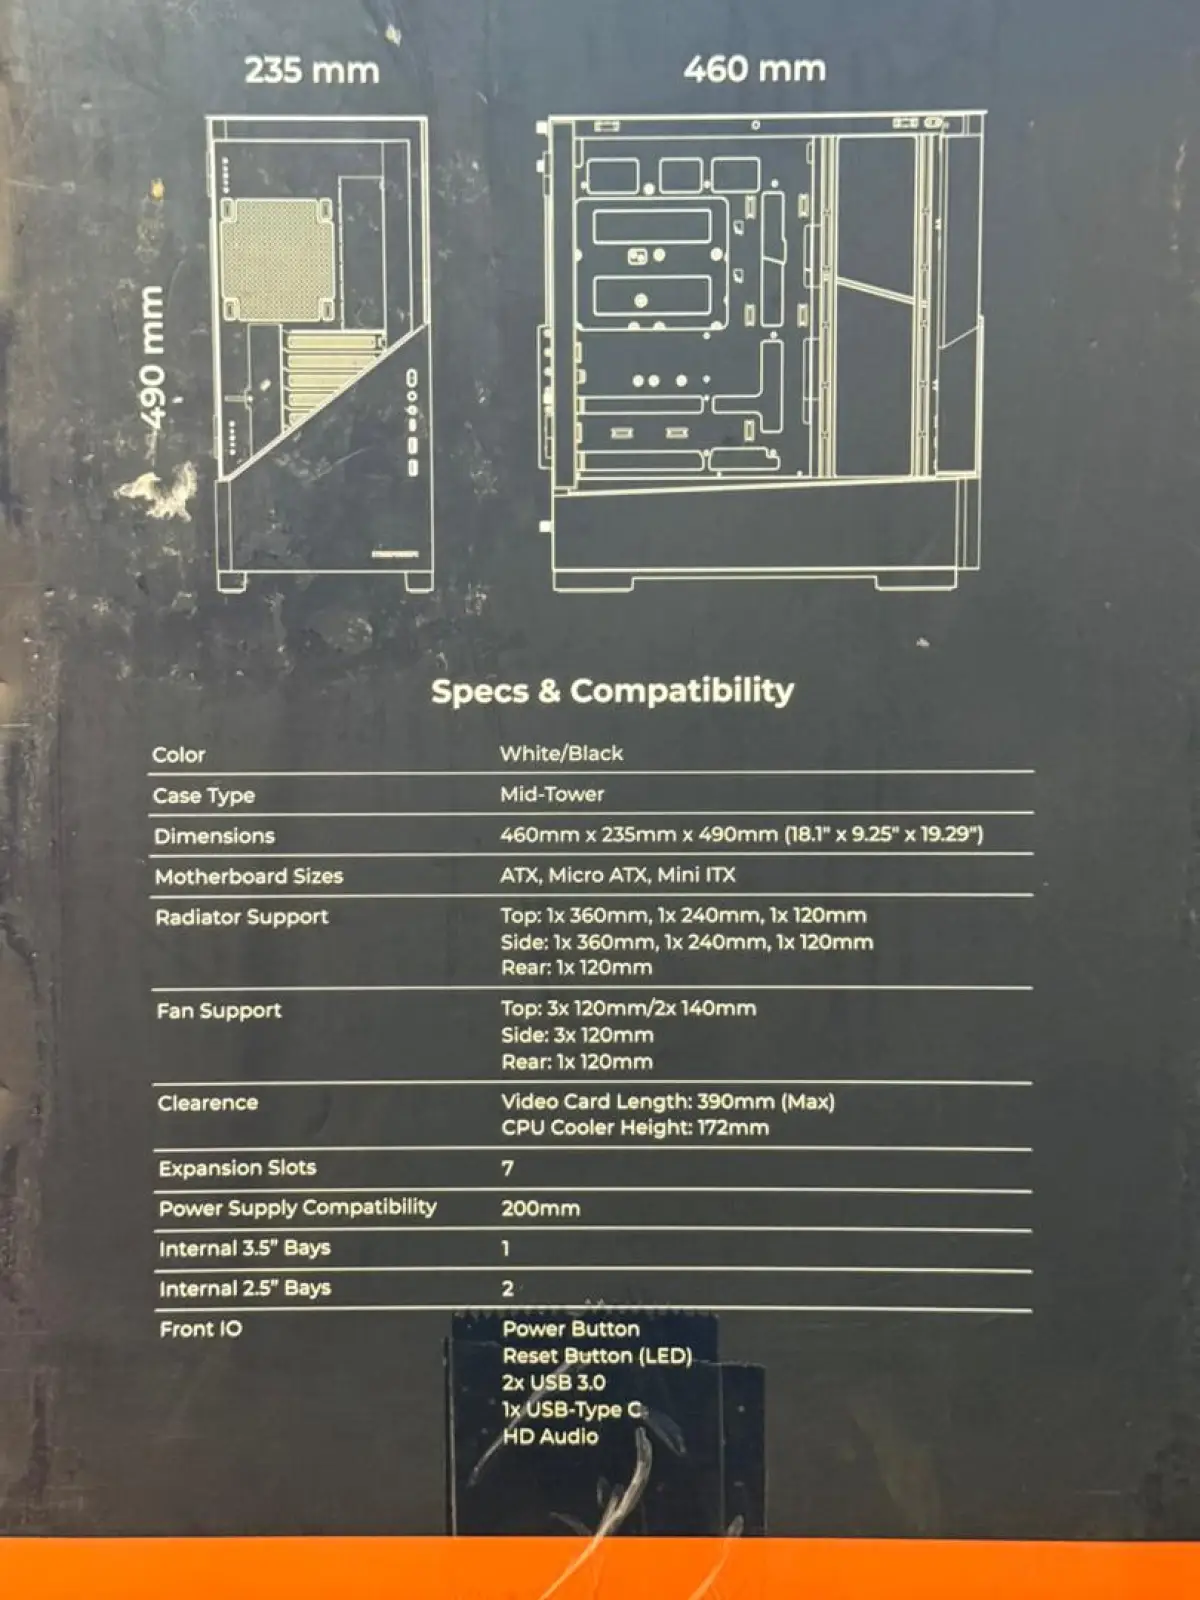 235 mm
460 mm
490 mm
Specs & Compatibility
Color White/Black
Case Type Mid-Tower
Dimensions 460mm x 235mm x 490mm (18.1" x 9.25" x 19.29")
Motherboard Sizes ATX, Micro ATX, Mini ITX
Radiator Support Top: 1x 360mm, 1x 240mm, 1x 120mm
Side: 1x 360mm, 1x 240mm, 1x 120mm
Rear: 1x 120mm
Fan Support Top: 3x 120mm/2x 140mm
Side: 3x 120mm
Rear: 1x 120mm
Clearence Video Card Length: 390mm (Max)
CPU Cooler Height: 172mm
Expansion Slots 7
Power Supply Compatibility 200mm
Internal 3.5” Bays 1
Internal 2.5” Bays 2
Front IO Power Button
Reset Button (LED)
2x USB 3.0
1x USB-Type C
HD Audio